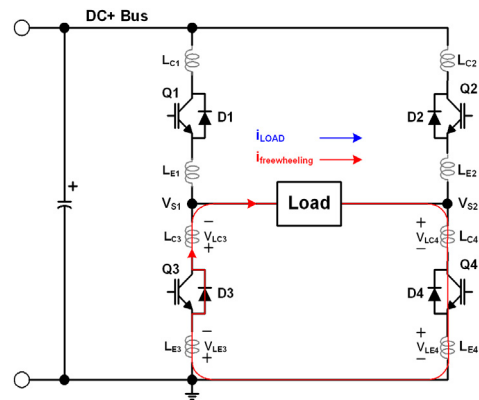 DC+ Bus
LC1
LC2
Q1
Q2
D1
D2
iLOAD
ifreewheeling
LE1
LE2
VS1
Load
VS2
LC3
−
VLC3
+
+
VLC4
−
LC4
Q3
Q4
D3
D4
LE3
−
VLE3
+
+
VLE4
−
LE4
+